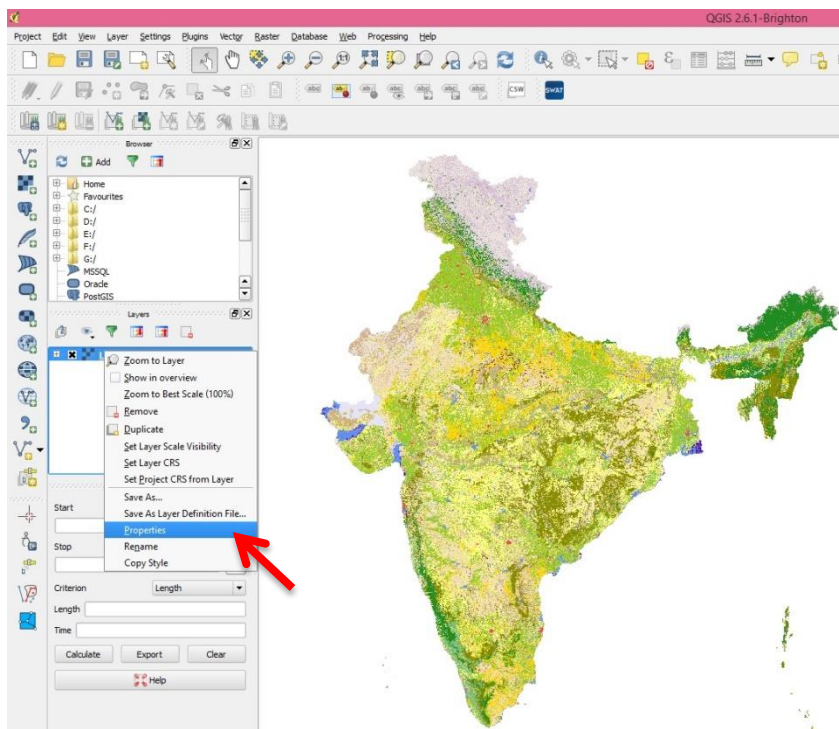 QGIS 2.6.1-Brighton
Project Edit View Layer Settings Plugins Vector Raster Database Web Processing Help
CSW SWAT
Browser
Add
Home
Favourites
C:/
D:/
E:/
F:/
G:/
MSSQL
Oracle
PostGIS
Layers
Zoom to Layer
Show in overview
Zoom to Best Scale (100%)
Remove
Duplicate
Set Layer Scale Visibility
Set Layer CRS
Set Project CRS from Layer
Save As...
Save As Layer Definition File...
Properties
Rename
Copy Style
Start
Stop
Criterion Length
Length
Time
Calculate Export Clear
Help